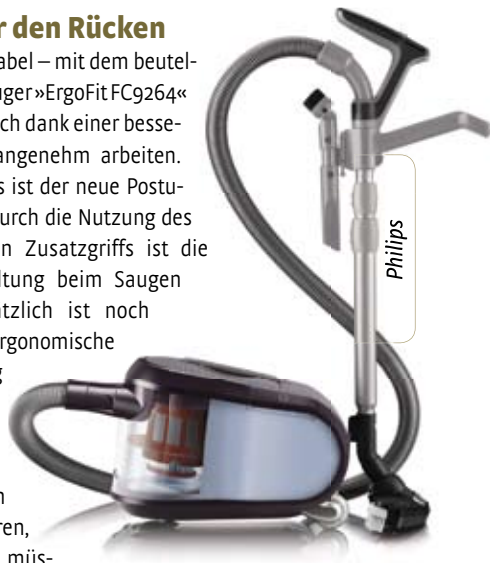 r den Rücken
abel – mit dem beutel-
uger »ErgoFit FC9264«
ch dank einer besse-
angenehm arbeiten.
s ist der neue Postu-
urch die Nutzung des
n Zusatzgriffs ist die
ltung beim Saugen
tzlich ist noch
rgonomische
g
n
ren,
müs-
Philips